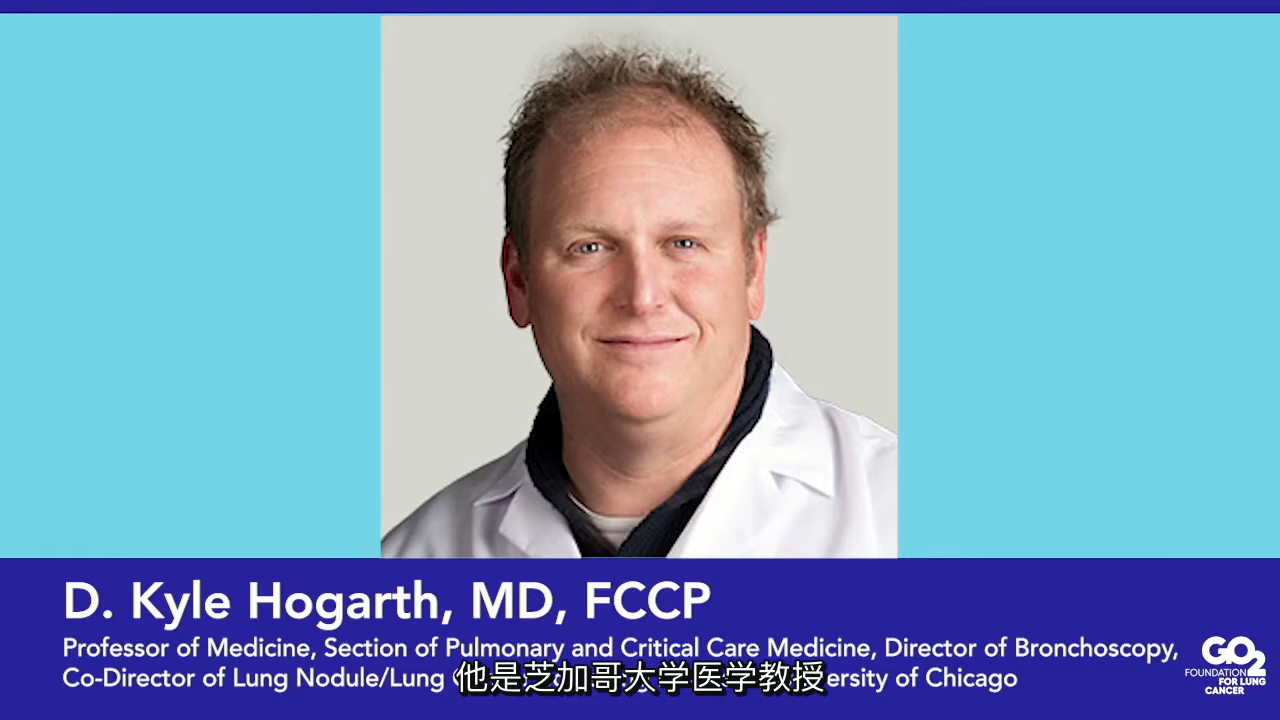 D. Kyle Hogarth, MD, FCCP
Professor of Medicine, Section of Pulmonary and Critical Care Medicine, Director of Bronchoscopy,
Co-Director of Lung Nodule/Lung of Chicago
他是芝加哥大学医学教授
GO2
FOUNDATION
FOR LUNG
CANCER